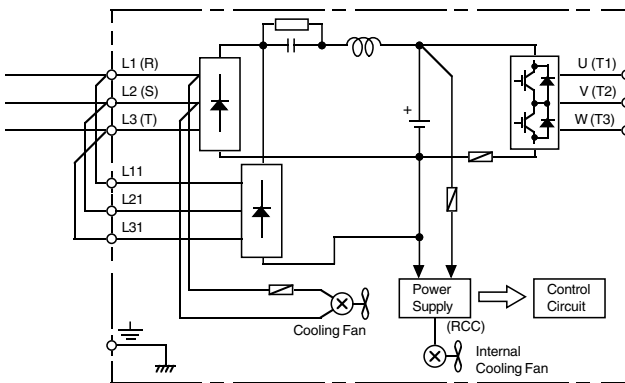 L1 (R)
L2 (S)
L3 (T)
L11
L21
L31
+
U (T1)
V (T2)
W (T3)
Cooling Fan
Power
Supply
(RCC)
Control
Circuit
Internal
Cooling Fan